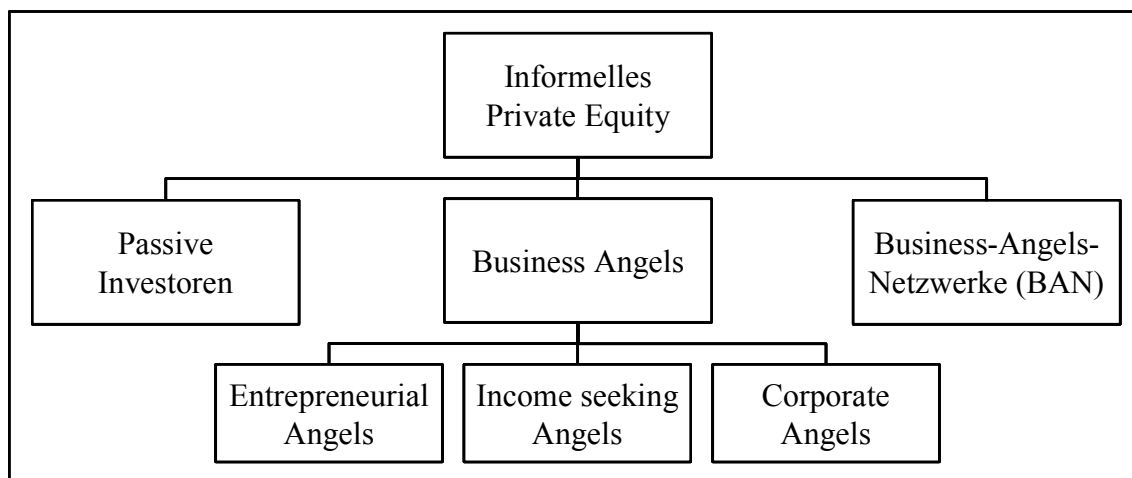 Informelles
Private Equity
Passive
Investoren
Business Angels
Business-Angels-
Netzwerke (BAN)
Entrepreneurial
Angels
Income seeking
Angels
Corporate
Angels